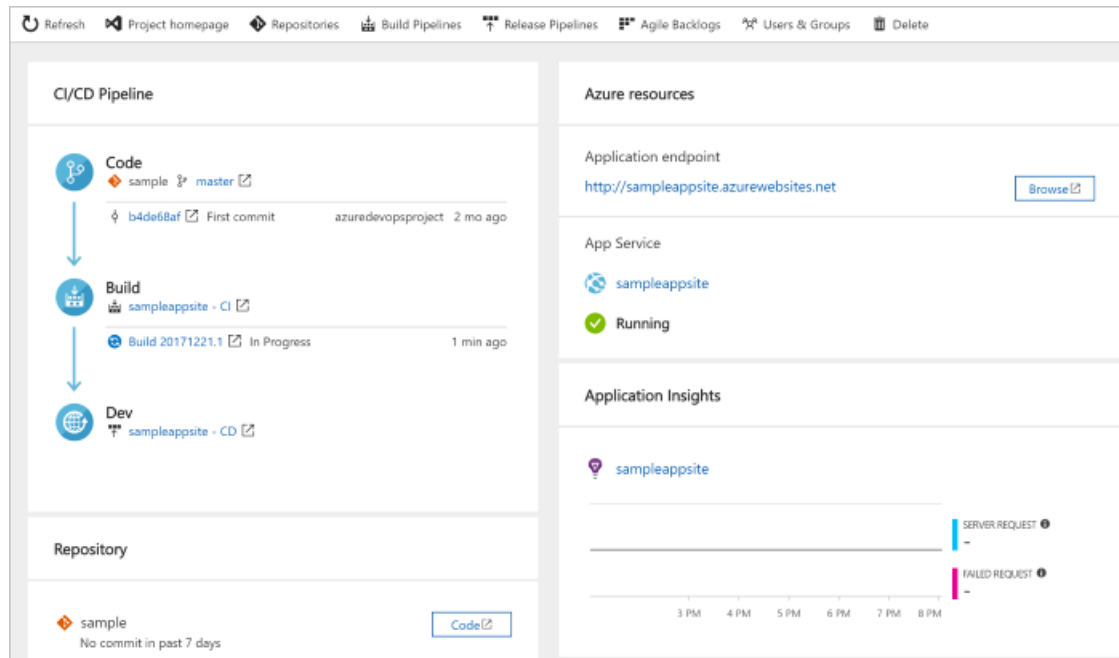 Refresh Project homepage Repositories Build Pipelines Release Pipelines Agile Backlogs Users & Groups Delete
CI/CD Pipeline
Code
sample master
b4de68af First commit azuredevopsproject 2 mo ago
Build
sampleappsite - CI
Build 20171221.1 In Progress 1 min ago
Dev
sampleappsite - CD
Repository
sample
No commit in past 7 days
Code
Azure resources
Application endpoint
http://sampleappsite.azurewebsites.net
Browse
App Service
sampleappsite
Running
Application Insights
sampleappsite
SERVER REQUEST
--
FAILED REQUEST
--
3 PM 4 PM 5 PM 6 PM 7 PM 8 PM